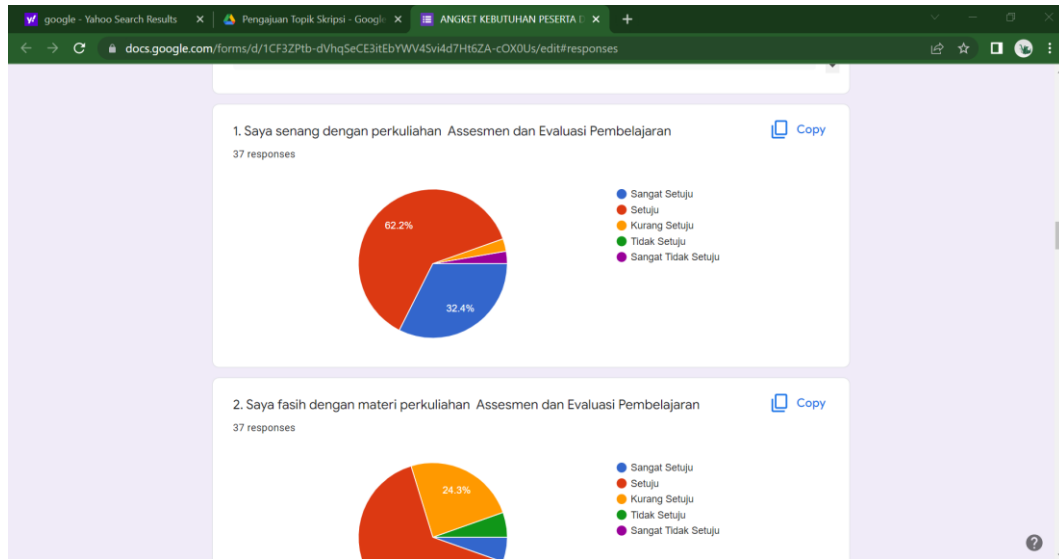 google - Yahoo Search Results
Pengajuan Topik Skripsi - Google
ANGKET KEBUTUHAN PESERTA D
docs.google.com/forms/d/1CF3ZPtb-dVhqSeCE3itEbYWV4Svi4d7Ht6ZA-cOX0Us/edit#responses
1. Saya senang dengan perkuliahan Assesmen dan Evaluasi Pembelajaran
Copy
37 responses
62.2%
32.4%
Sangat Setuju
Setuju
Kurang Setuju
Tidak Setuju
Sangat Tidak Setuju
2. Saya fasih dengan materi perkuliahan Assesmen dan Evaluasi Pembelajaran
Copy
37 responses
24.3%
Sangat Setuju
Setuju
Kurang Setuju
Tidak Setuju
Sangat Tidak Setuju